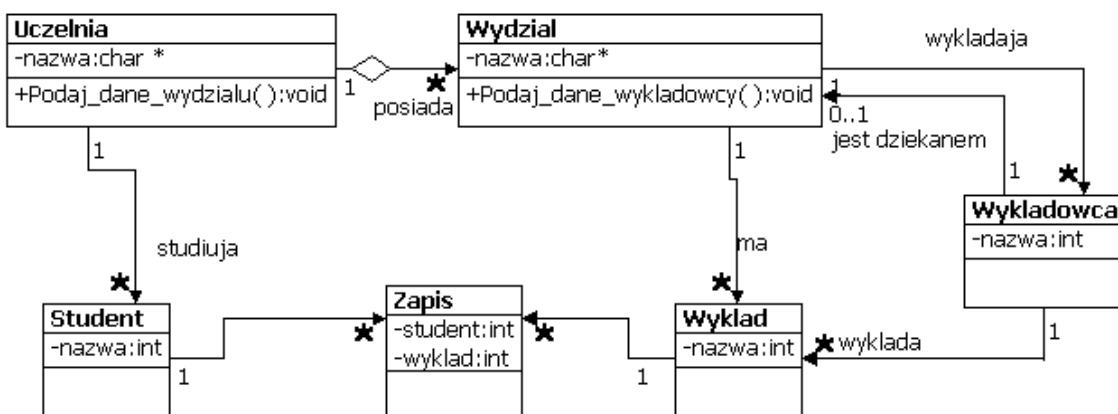 Uczelnia
-nazwa:char *
+Podaj_dane_wydzialu( ):void
1
*
posiada
Wydzial
-nazwa:char*
+Podaj_dane_wykladowcy( ):void
wykladaja
1
0..1
jest dziekanem
1
*
Wykladowca
-nazwa:int
1
studiuja
*
1
ma
*
Student
-nazwa:int
1
Zapis
-student:int
-wyklad:int
*
*
Wyklad
-nazwa:int
1
* wyklada
1